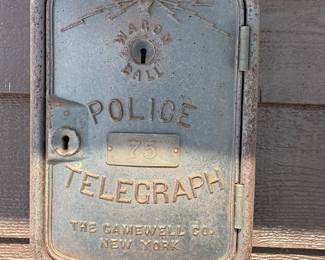 WAGON
CALL
POLICE
75
TELEGRAPH
THE GAMEWELL CO.
NEW YORK